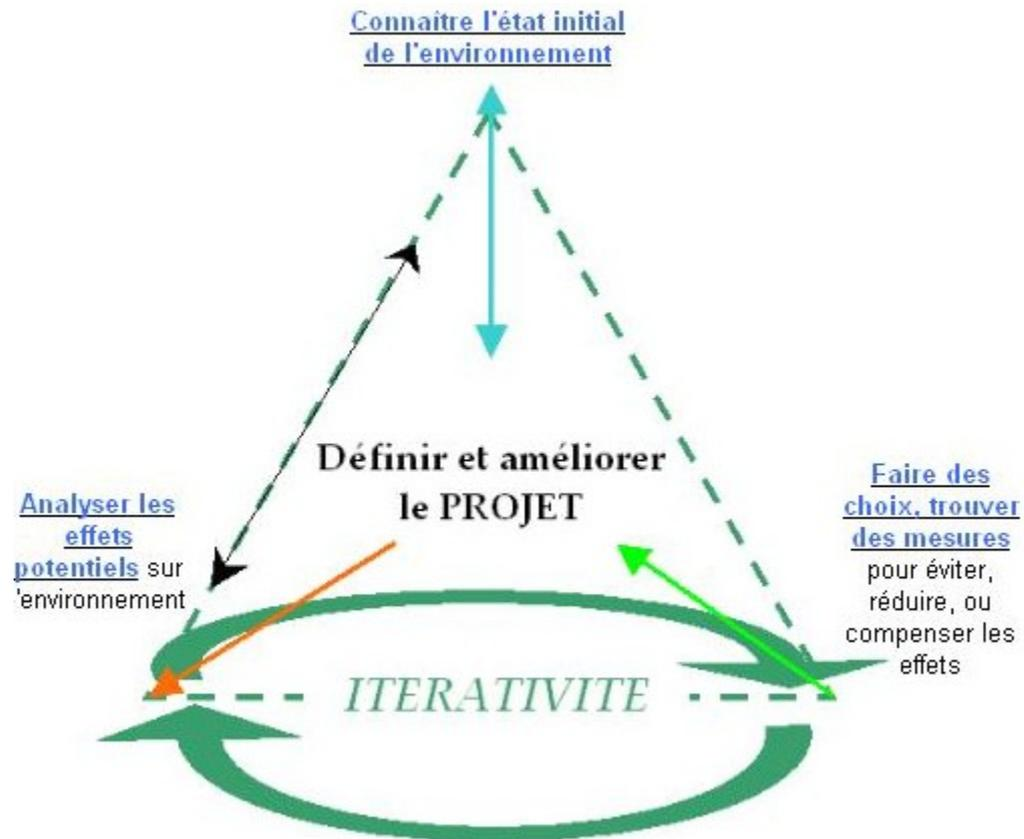 Connaître l'état initial
de l'environnement
Définir et améliorer
le PROJET
Analyser les
effets
potentiels sur
'environnement
Faire des
choix, trouver
des mesures
pour éviter,
réduire, ou
compenser les
effets
ITERATIVITE